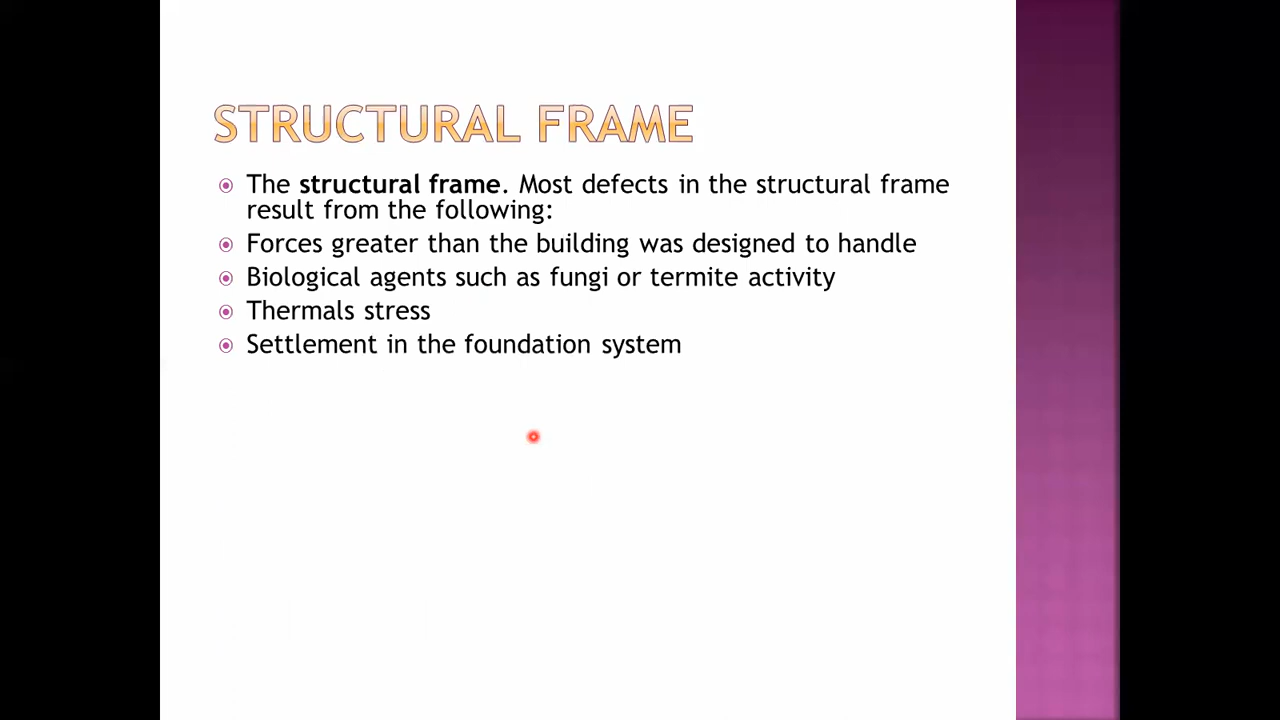 STRUCTURAL FRAME
The structural frame. Most defects in the structural frame
result from the following:
Forces greater than the building was designed to handle
Biological agents such as fungi or termite activity
Thermals stress
Settlement in the foundation system